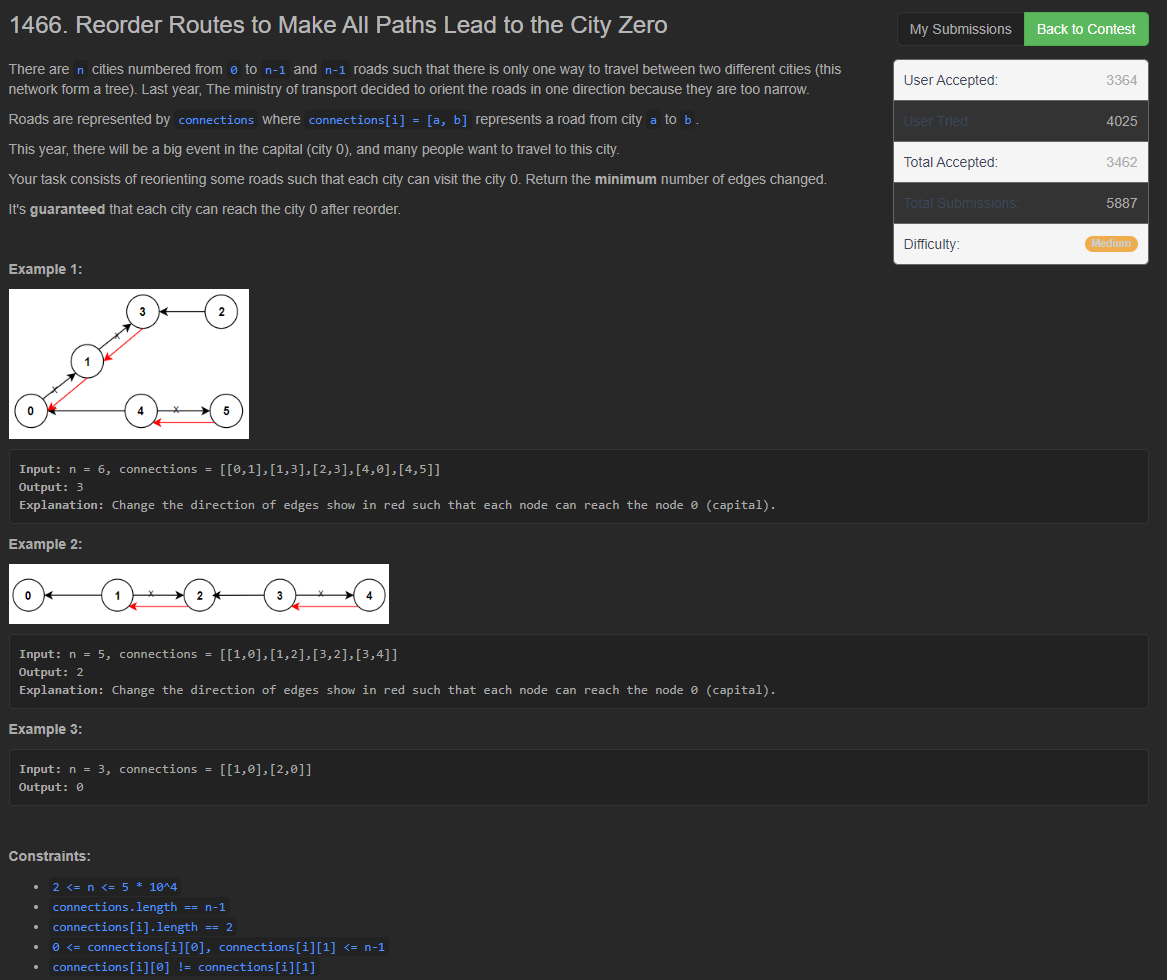 1466. Reorder Routes to Make All Paths Lead to the City Zero
My Submissions
Back to Contest
There are n cities numbered from 0 to n-1 and n-1 roads such that there is only one way to travel between two different cities (this
network form a tree). Last year, The ministry of transport decided to orient the roads in one direction because they are too narrow.
Roads are represented by connections where connections[i] = [a, b] represents a road from city a to b.
This year, there will be a big event in the capital (city 0), and many people want to travel to this city.
Your task consists of reorienting some roads such that each city can visit the city 0. Return the minimum number of edges changed.
It's guaranteed that each city can reach the city 0 after reorder.
User Accepted: 3364
User Tried: 4025
Total Accepted: 3462
Total Submissions: 5887
Difficulty: Medium
Example 1:
3 2
x
1
x
0 4 x 5
Input: n = 6, connections = [[0,1],[1,3],[2,3],[4,0],[4,5]]
Output: 3
Explanation: Change the direction of edges show in red such that each node can reach the node 0 (capital).
Example 2:
0 1 x 2 3 x 4
Input: n = 5, connections = [[1,0],[1,2],[3,2],[3,4]]
Output: 2
Explanation: Change the direction of edges show in red such that each node can reach the node 0 (capital).
Example 3:
Input: n = 3, connections = [[1,0],[2,0]]
Output: 0
Constraints:
• 2 <= n <= 5 * 10^4
• connections.length == n-1
• connections[i].length == 2
• 0 <= connections[i][0], connections[i][1] <= n-1
• connections[i][0] != connections[i][1]